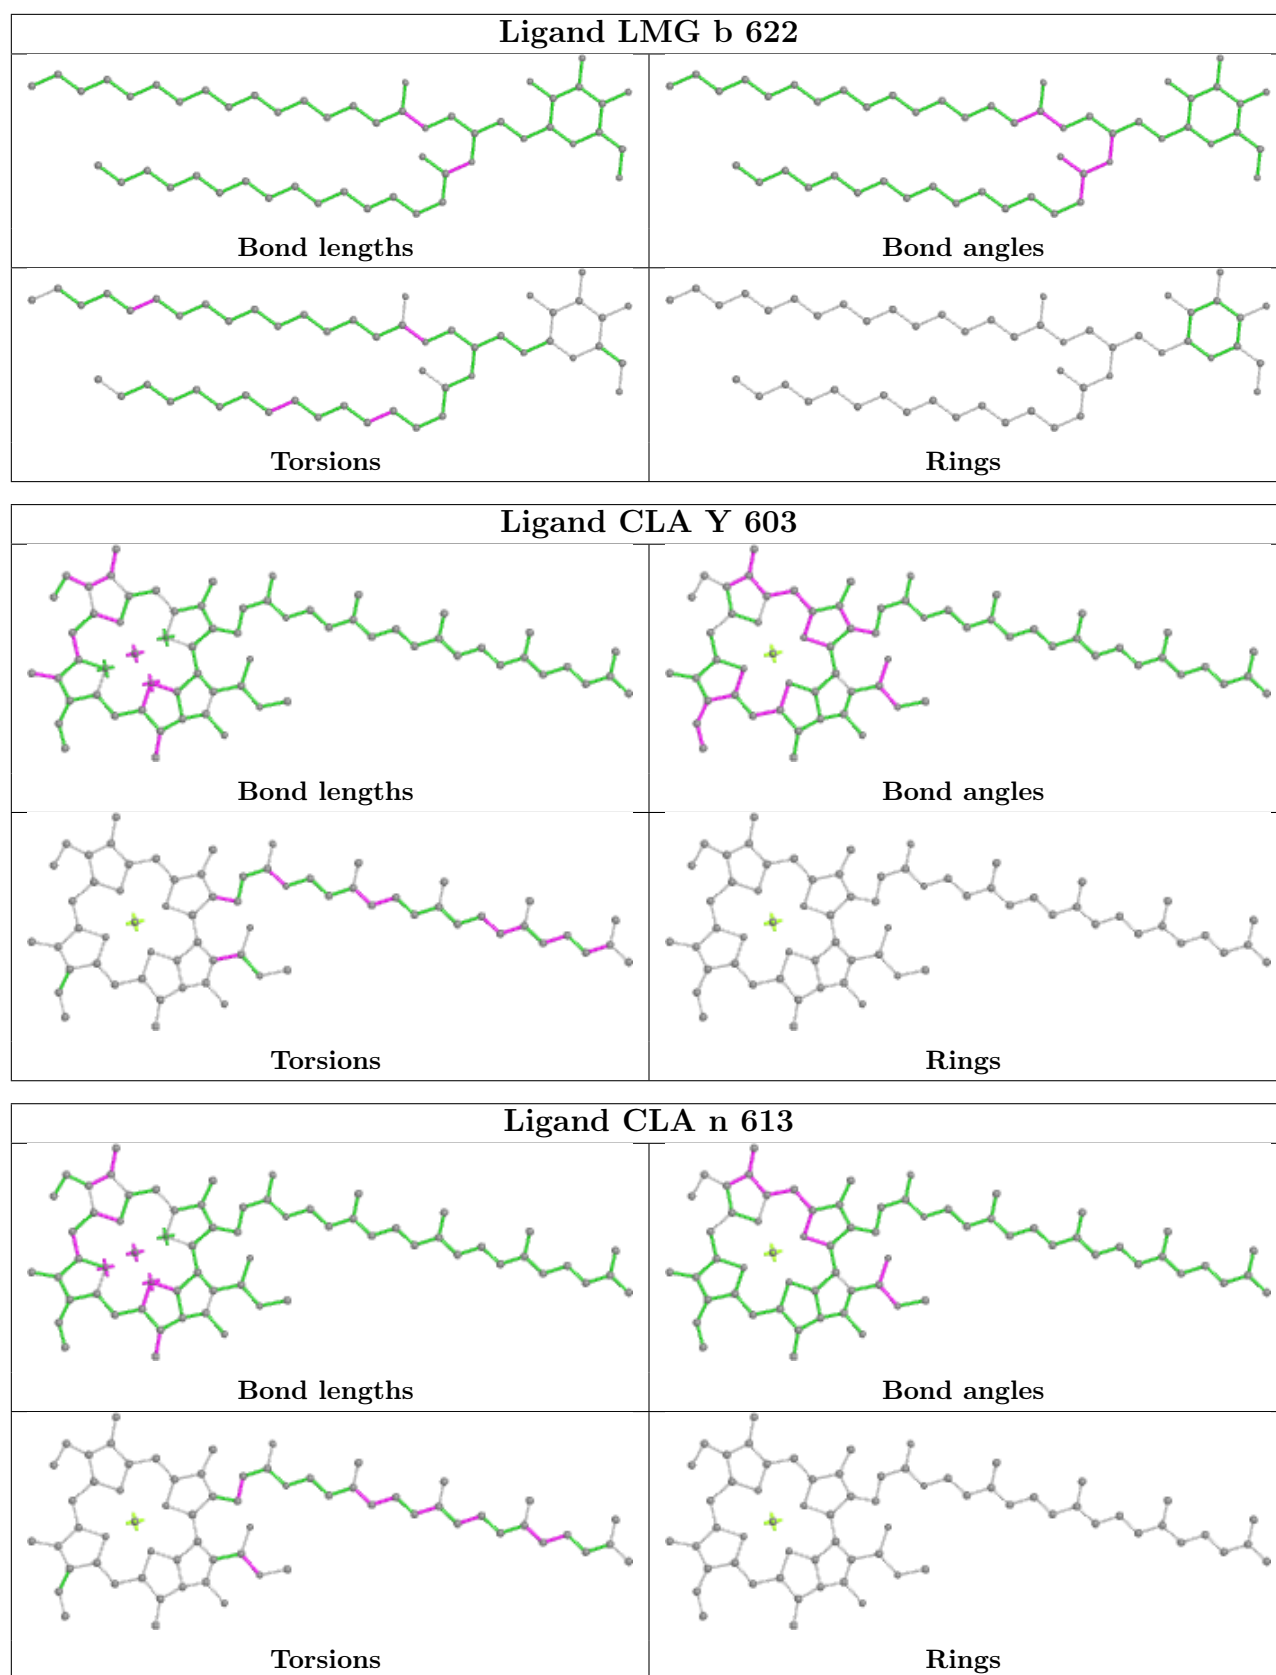 Ligand LMG b 622
Bond lengths
Bond angles
Torsions
Rings
Ligand CLA Y 603
Bond lengths
Bond angles
Torsions
Rings
Ligand CLA n 613
Bond lengths
Bond angles
Torsions
Rings